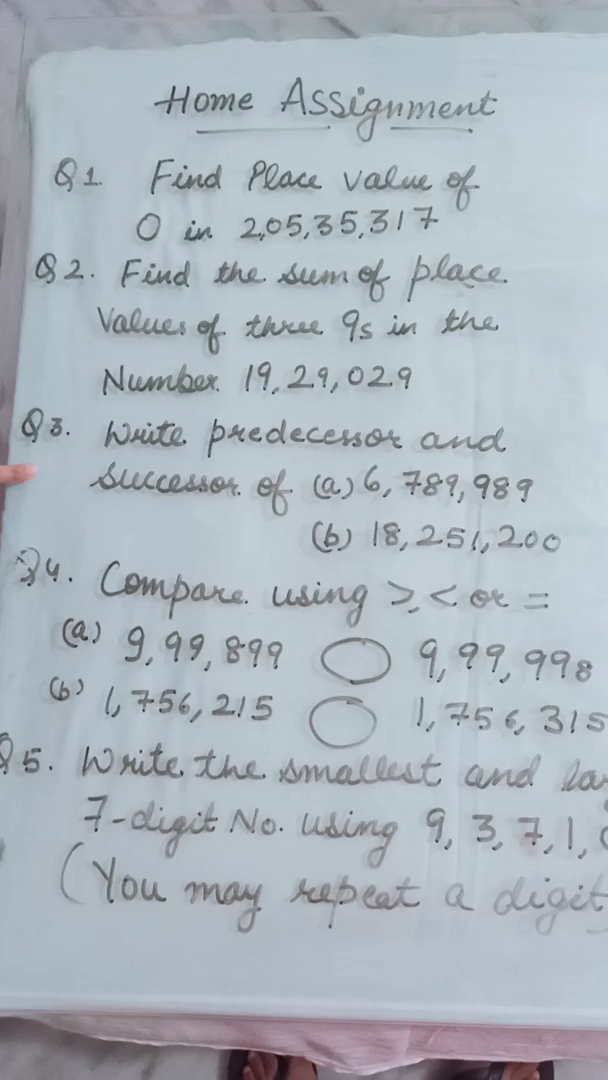 Home Assignment
Q1. Find Place value of
0 in 2,05,35,317
Q2. Find the sum of place
Values of three 9s in the
Number 19,29,029
Q3. Write predecessor and
Successor of (a) 6,789,989
(b) 18,251,200
Q4. Compare using >, < or =
(a) 9,99,899 9,99,998
(b) 1,756,215 1,756,315
Q5. Write the smallest and
7-digit No. using 9, 3, 7, 1,
(You may repeat a digit